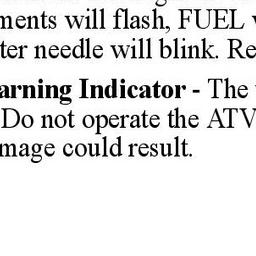 ments will flash, FUEL
ter needle will blink. Re
arning Indicator - The
Do not operate the ATV
mage could result.